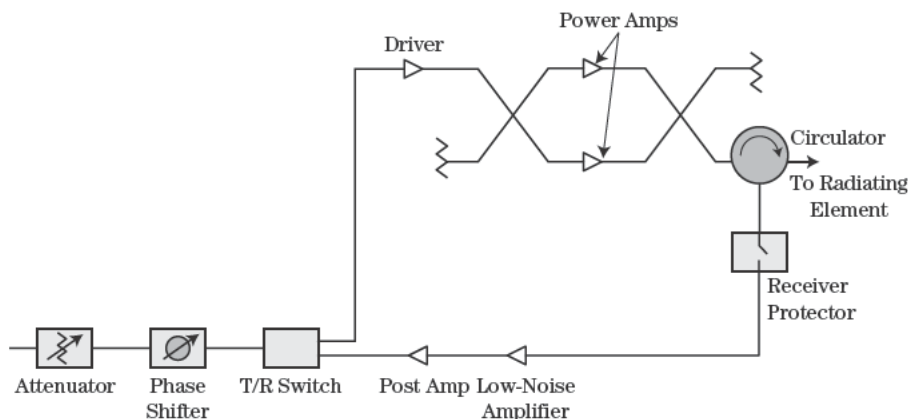 Power Amps
Driver
Circulator
To Radiating
Element
Receiver
Protector
Attenuator
Phase
Shifter
T/R Switch
Post Amp
Low-Noise
Amplifier